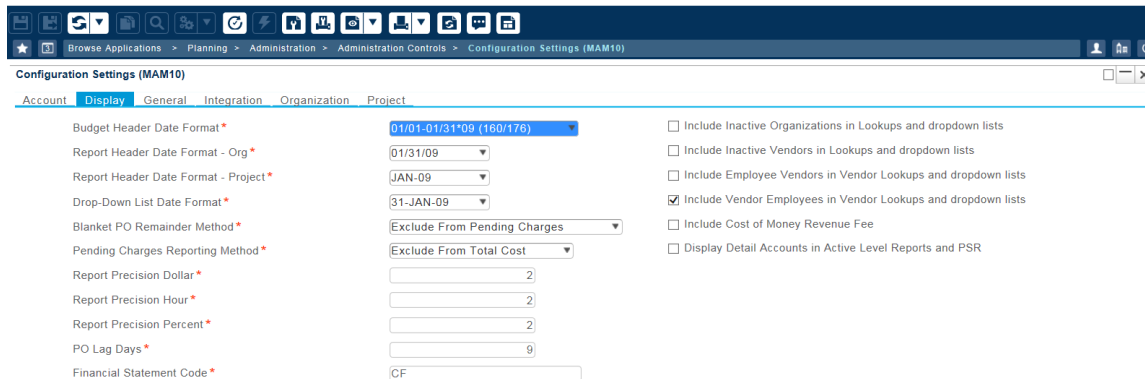 Browse Applications > Planning > Administration > Administration Controls > Configuration Settings (MAM10)
Configuration Settings (MAM10)
Account Display General Integration Organization Project
Budget Header Date Format * 01/01-01/31*09 (160/176)
Report Header Date Format - Org * 01/31/09
Report Header Date Format - Project * JAN-09
Drop-Down List Date Format * 31-JAN-09
Blanket PO Remainder Method * Exclude From Pending Charges
Pending Charges Reporting Method * Exclude From Total Cost
Report Precision Dollar * 2
Report Precision Hour * 2
Report Precision Percent * 2
PO Lag Days * 9
Financial Statement Code * CF
Include Inactive Organizations in Lookups and dropdown lists
Include Inactive Vendors in Lookups and dropdown lists
Include Employee Vendors in Vendor Lookups and dropdown lists
Include Vendor Employees in Vendor Lookups and dropdown lists
Include Cost of Money Revenue Fee
Display Detail Accounts in Active Level Reports and PSR